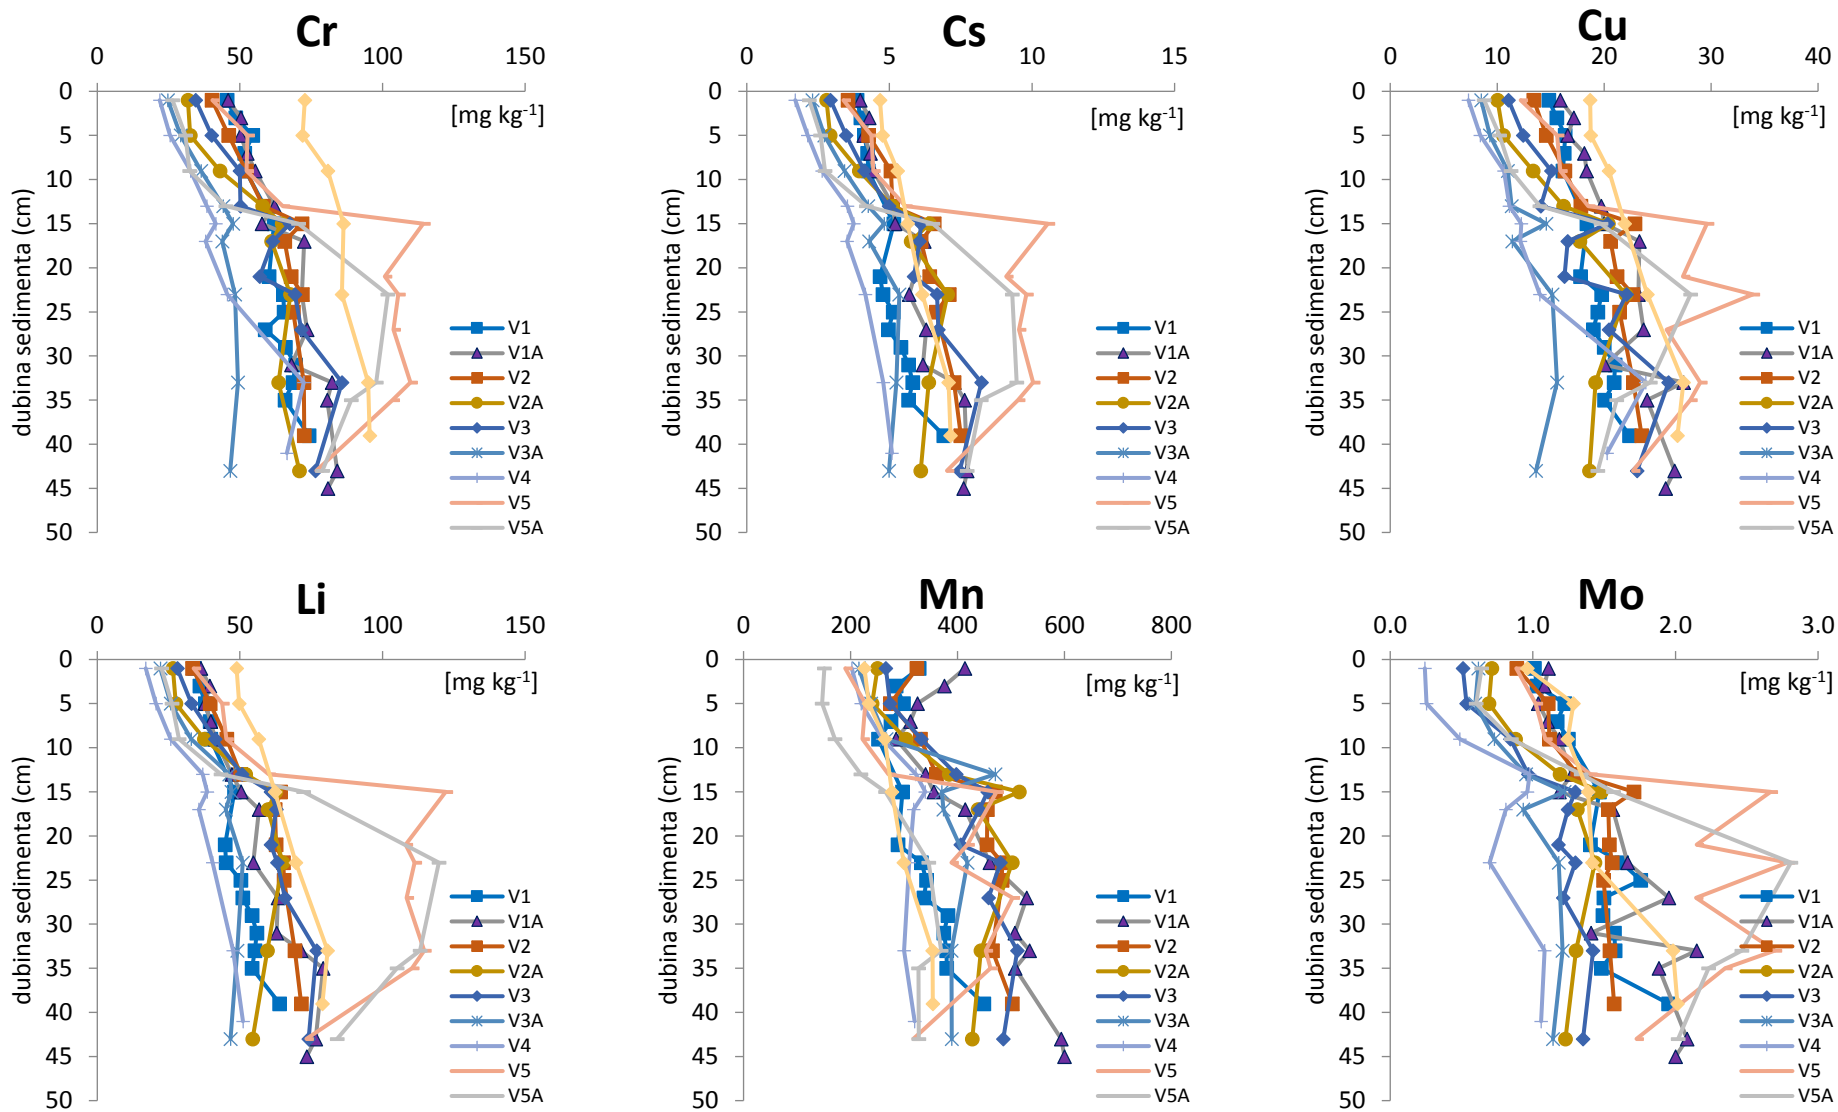 Cr
0 50 100 150
[mg kg-1]
dubina sedimenta (cm)
0
5
10
15
20
25
30
35
40
45
50
V1
V1A
V2
V2A
V3
V3A
V4
V5
V5A
Cs
0 5 10 15
[mg kg-1]
dubina sedimenta (cm)
0
5
10
15
20
25
30
35
40
45
50
V1
V1A
V2
V2A
V3
V3A
V4
V5
V5A
Cu
0 10 20 30 40
[mg kg-1]
dubina sedimenta (cm)
0
5
10
15
20
25
30
35
40
45
50
V1
V1A
V2
V2A
V3
V3A
V4
V5
V5A
Li
0 50 100 150
[mg kg-1]
dubina sedimenta (cm)
0
5
10
15
20
25
30
35
40
45
50
V1
V1A
V2
V2A
V3
V3A
V4
V5
V5A
Mn
0 200 400 600 800
[mg kg-1]
dubina sedimenta (cm)
0
5
10
15
20
25
30
35
40
45
50
V1
V1A
V2
V2A
V3
V3A
V4
V5
V5A
Mo
0.0 1.0 2.0 3.0
[mg kg-1]
dubina sedimenta (cm)
0
5
10
15
20
25
30
35
40
45
50
V1
V1A
V2
V2A
V3
V3A
V4
V5
V5A